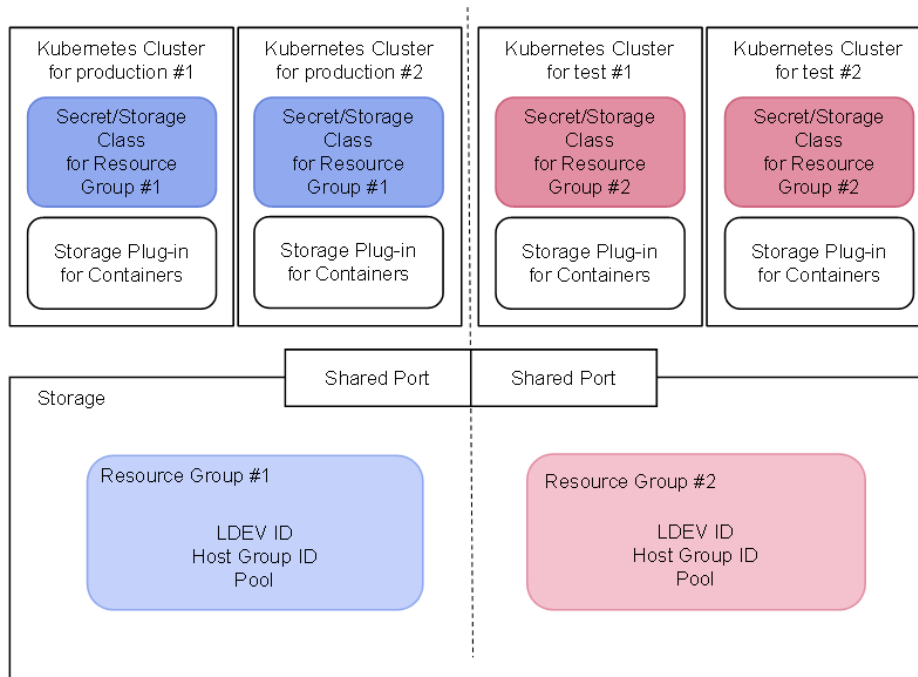 Kubernetes Cluster
for production #1
Secret/Storage
Class
for Resource
Group #1
Storage Plug-in
for Containers
Kubernetes Cluster
for production #2
Secret/Storage
Class
for Resource
Group #1
Storage Plug-in
for Containers
Kubernetes Cluster
for test #1
Secret/Storage
Class
for Resource
Group #2
Storage Plug-in
for Containers
Kubernetes Cluster
for test #2
Secret/Storage
Class
for Resource
Group #2
Storage Plug-in
for Containers
Shared Port
Shared Port
Storage
Resource Group #1
LDEV ID
Host Group ID
Pool
Resource Group #2
LDEV ID
Host Group ID
Pool